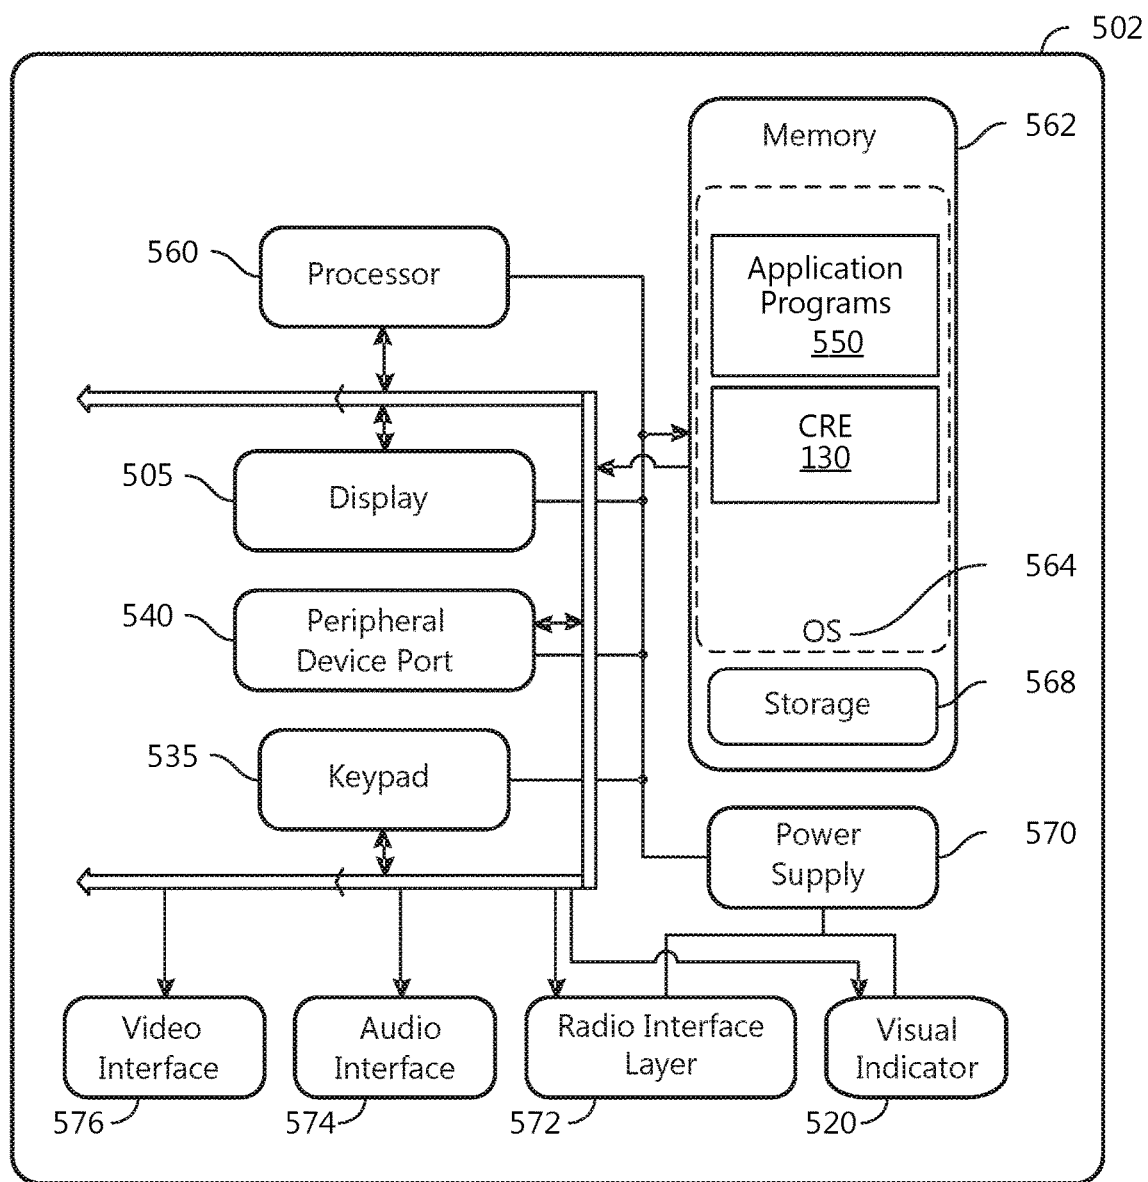 502
Memory
562
560
Processor
Application
Programs
550
CRE
130
505
Display
564
540
Peripheral
Device Port
OS
568
Storage
535
Keypad
Power
Supply
570
Video
Interface
Audio
Interface
Radio Interface
Layer
Visual
Indicator
576
574
572
520